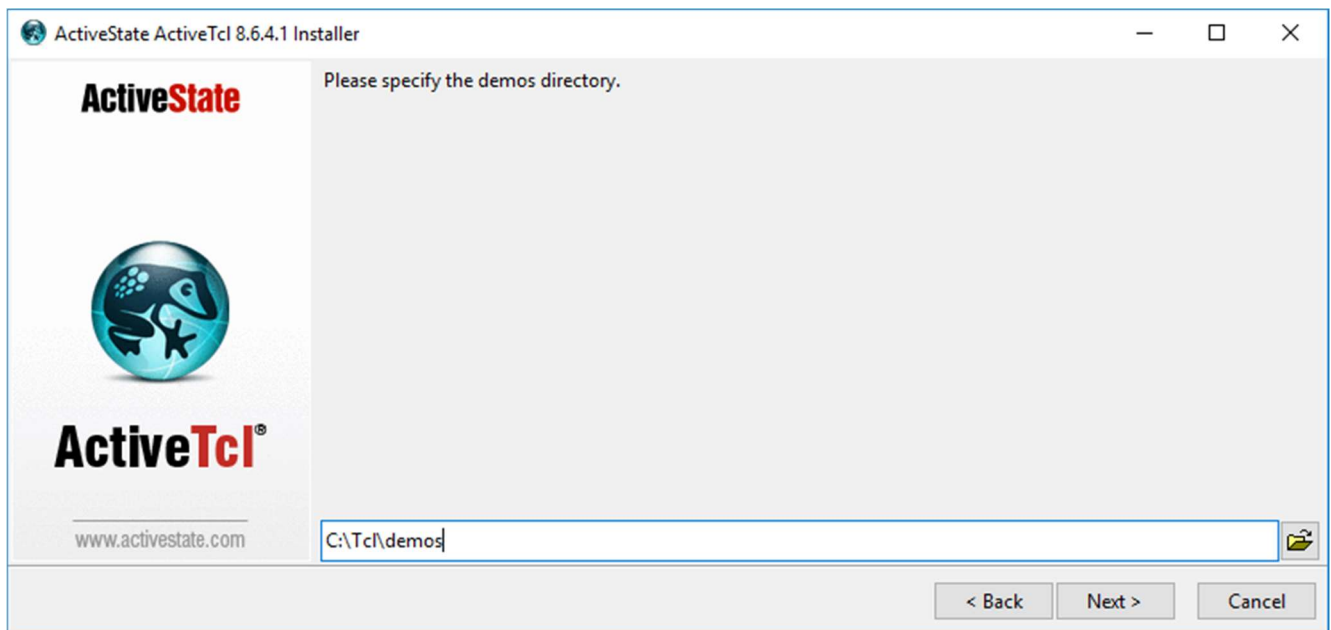 ActiveState ActiveTcl 8.6.4.1 Installer
ActiveState
Please specify the demos directory.
ActiveTcl®
www.activestate.com
C:\Tcl\demos
< Back
Next >
Cancel